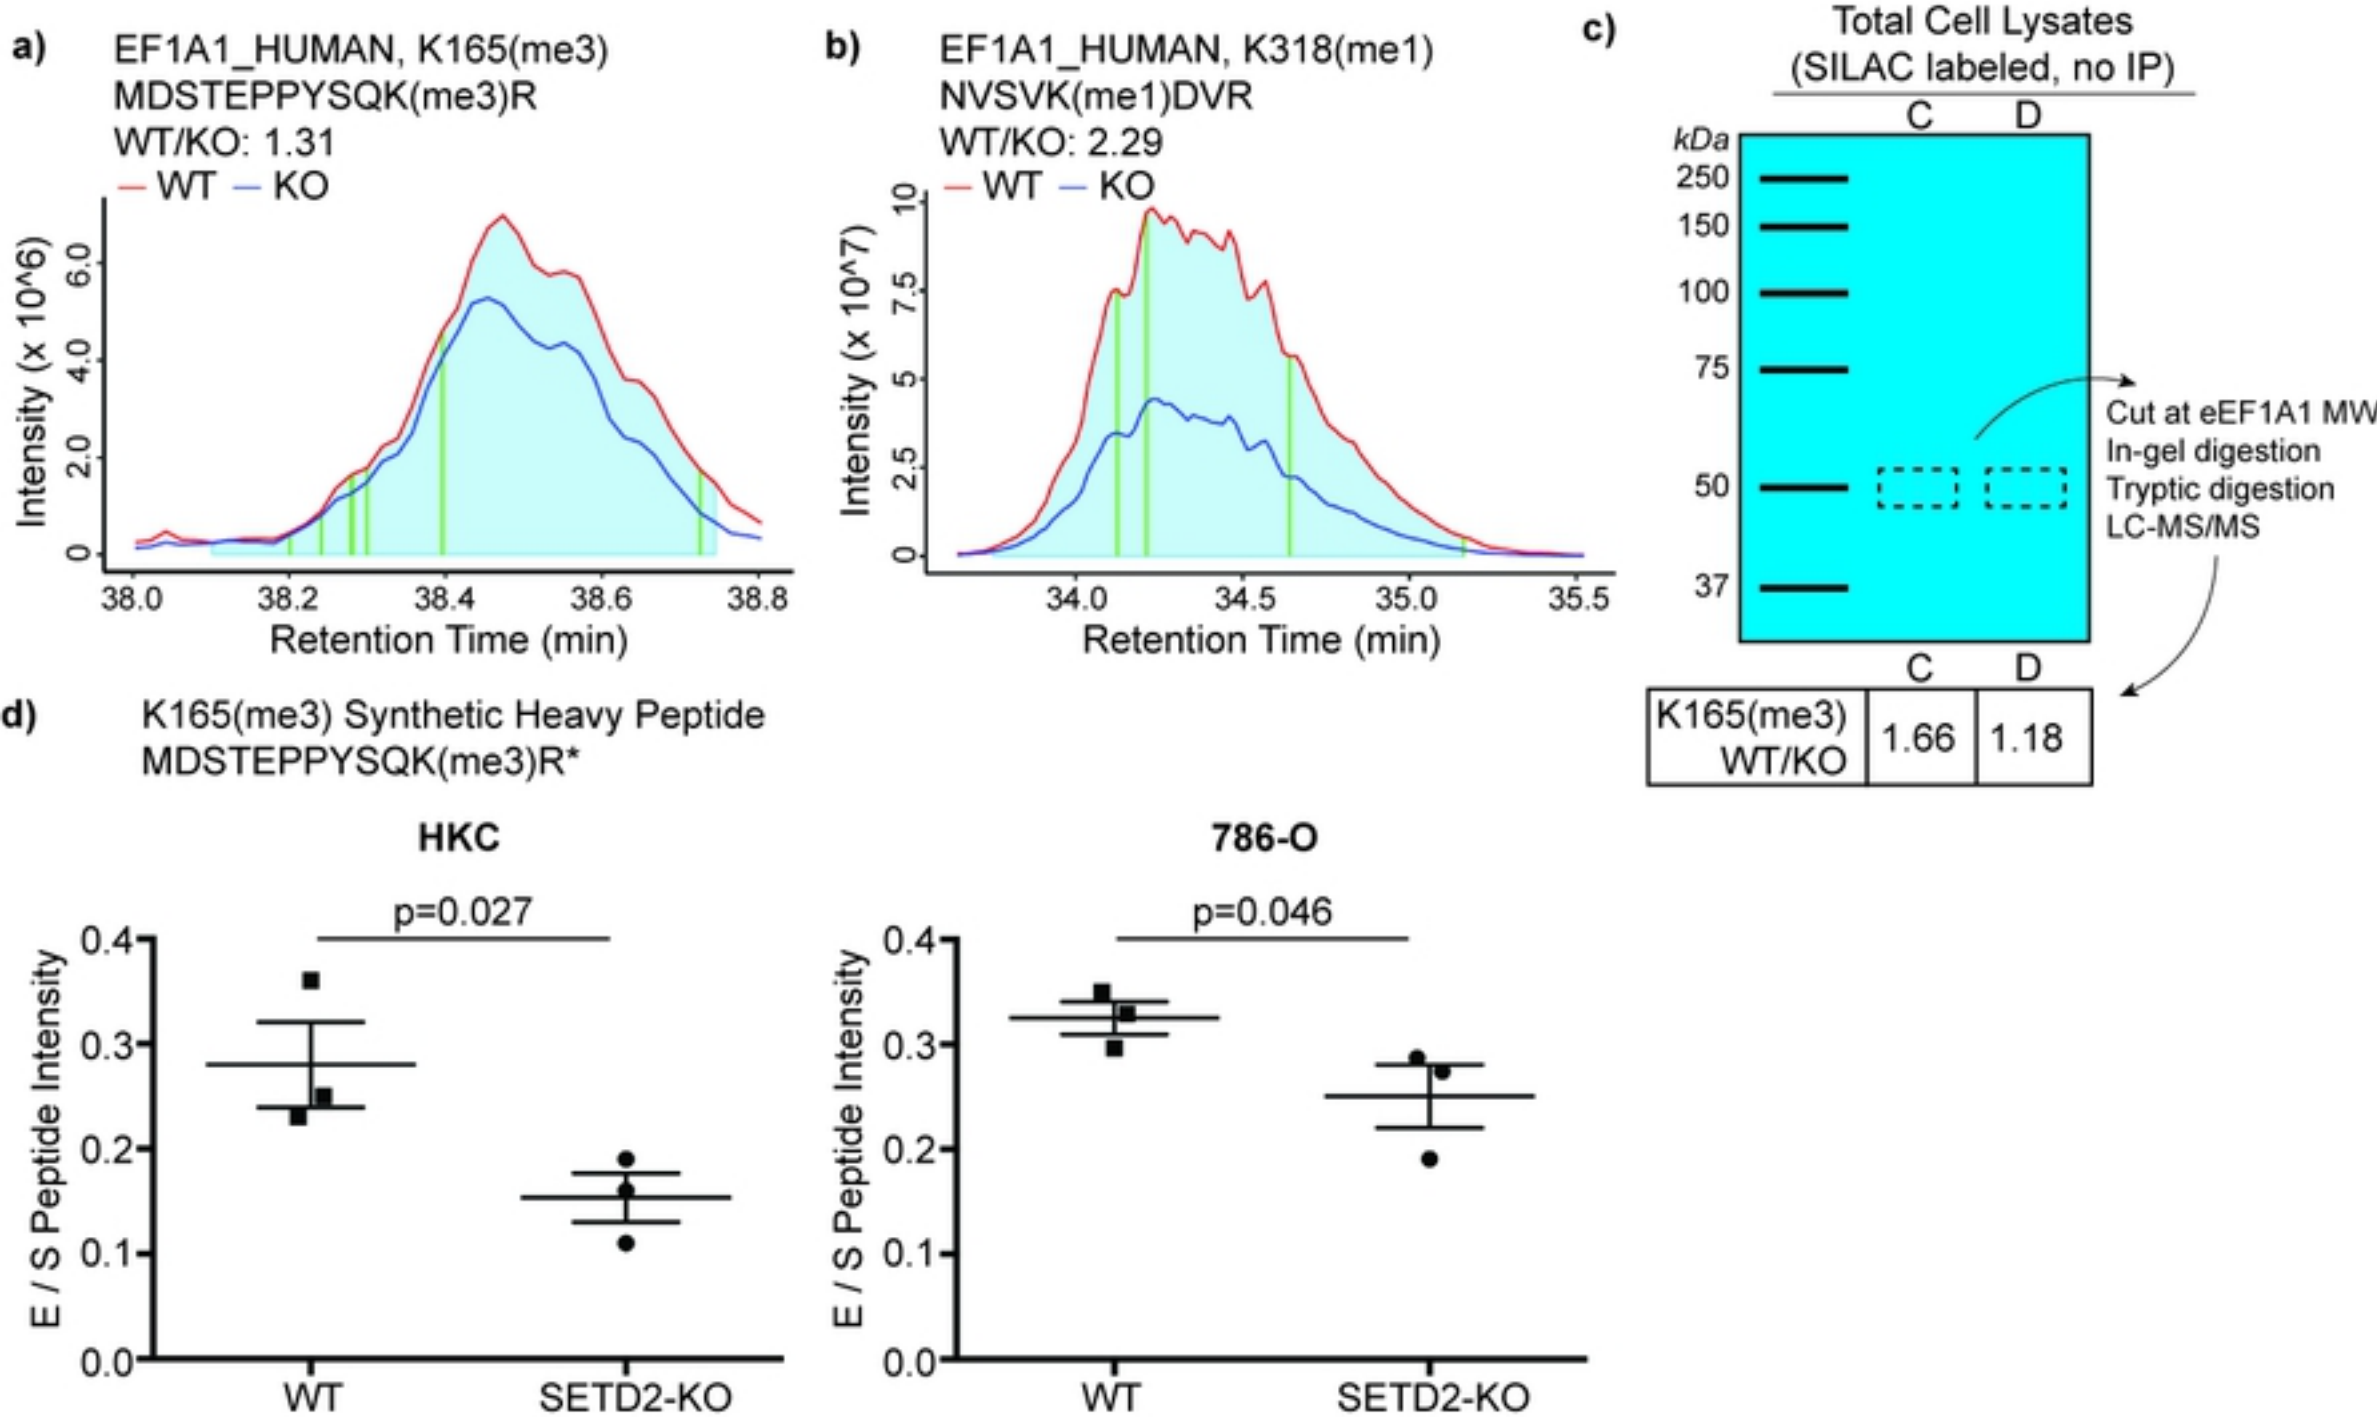 a)
EF1A1_HUMAN, K165(me3)
MDSTEPPYSQK(me3)R
WT/KO: 1.31
WT KO
Intensity (x 10^6)
6.0
4.0
2.0
0
38.0 38.2 38.4 38.6 38.8
Retention Time (min)
b)
EF1A1_HUMAN, K318(me1)
NVSVK(me1)DVR
WT/KO: 2.29
WT KO
Intensity (x 10^7)
10
7.5
5
2.5
0
34.0 34.5 35.0 35.5
Retention Time (min)
c)
Total Cell Lysates
(SILAC labeled, no IP)
C D
kDa
250
150
100
75
50
37
Cut at eEF1A1 MW
In-gel digestion
Tryptic digestion
LC-MS/MS
C D
K165(me3)
WT/KO
1.66 1.18
d)
K165(me3) Synthetic Heavy Peptide
MDSTEPPYSQK(me3)R*
HKC
p=0.027
E / S Peptide Intensity
0.4
0.3
0.2
0.1
0.0
WT SETD2-KO
786-O
p=0.046
E / S Peptide Intensity
0.4
0.3
0.2
0.1
0.0
WT SETD2-KO